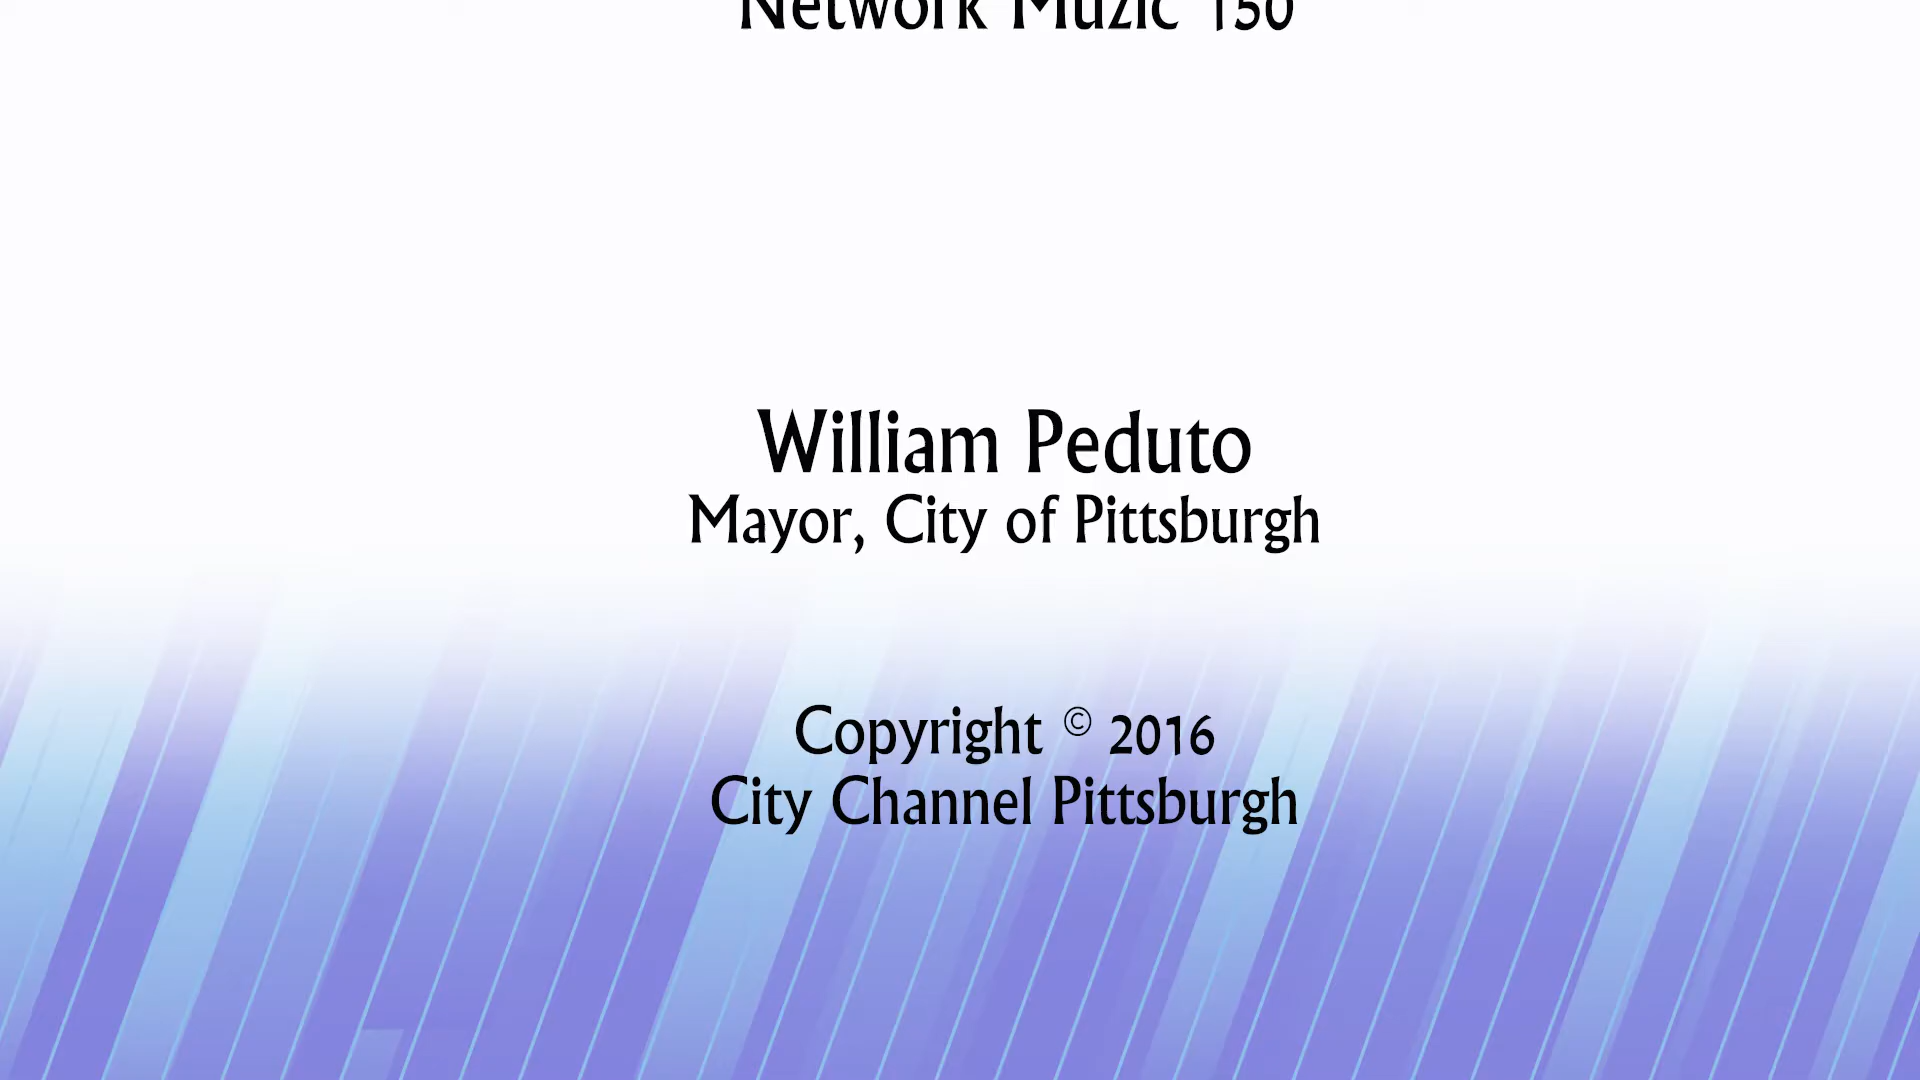 Network Muzic 150
William Peduto
Mayor, City of Pittsburgh
Copyright © 2016
City Channel Pittsburgh